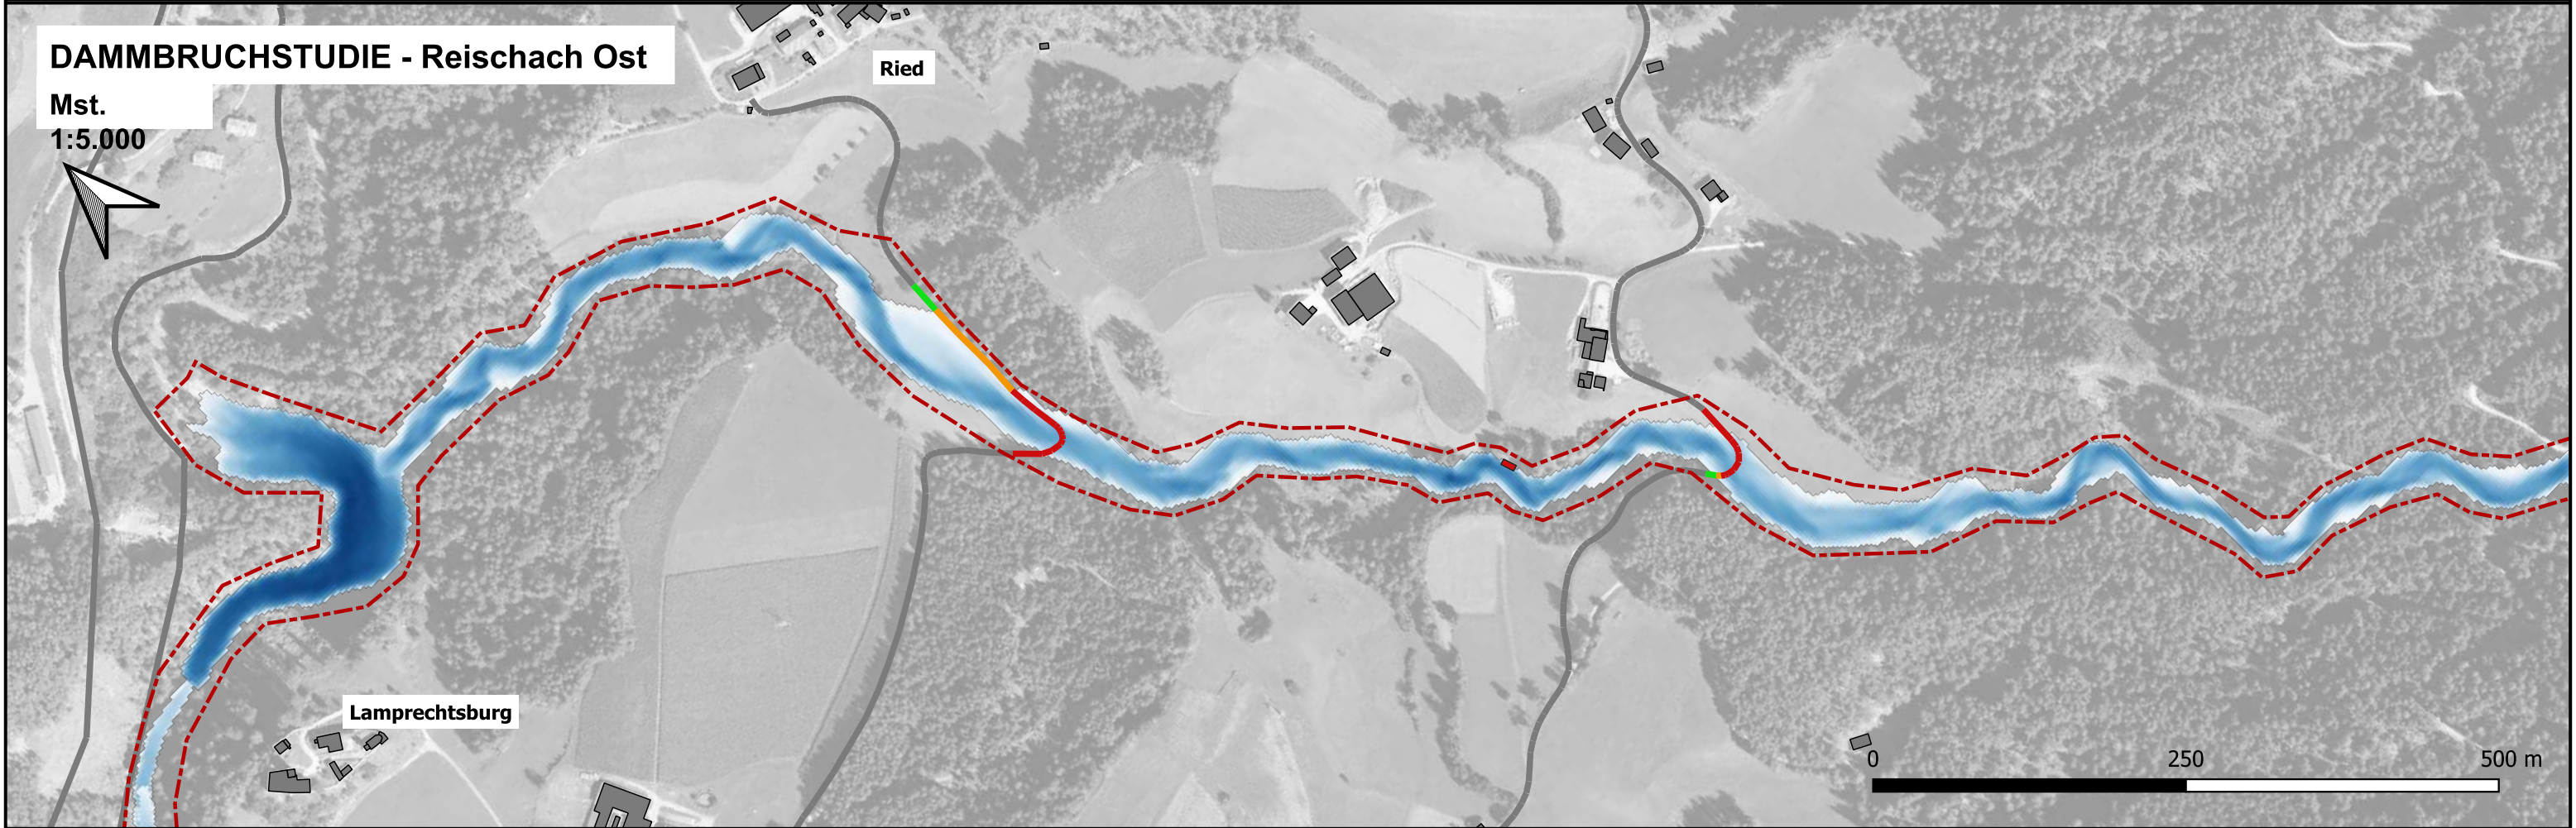 DAMMBRUCHSTUDIE - Reischach Ost
Mst.
1:5.000
Ried
Lamprechtsburg
0 250 500 m